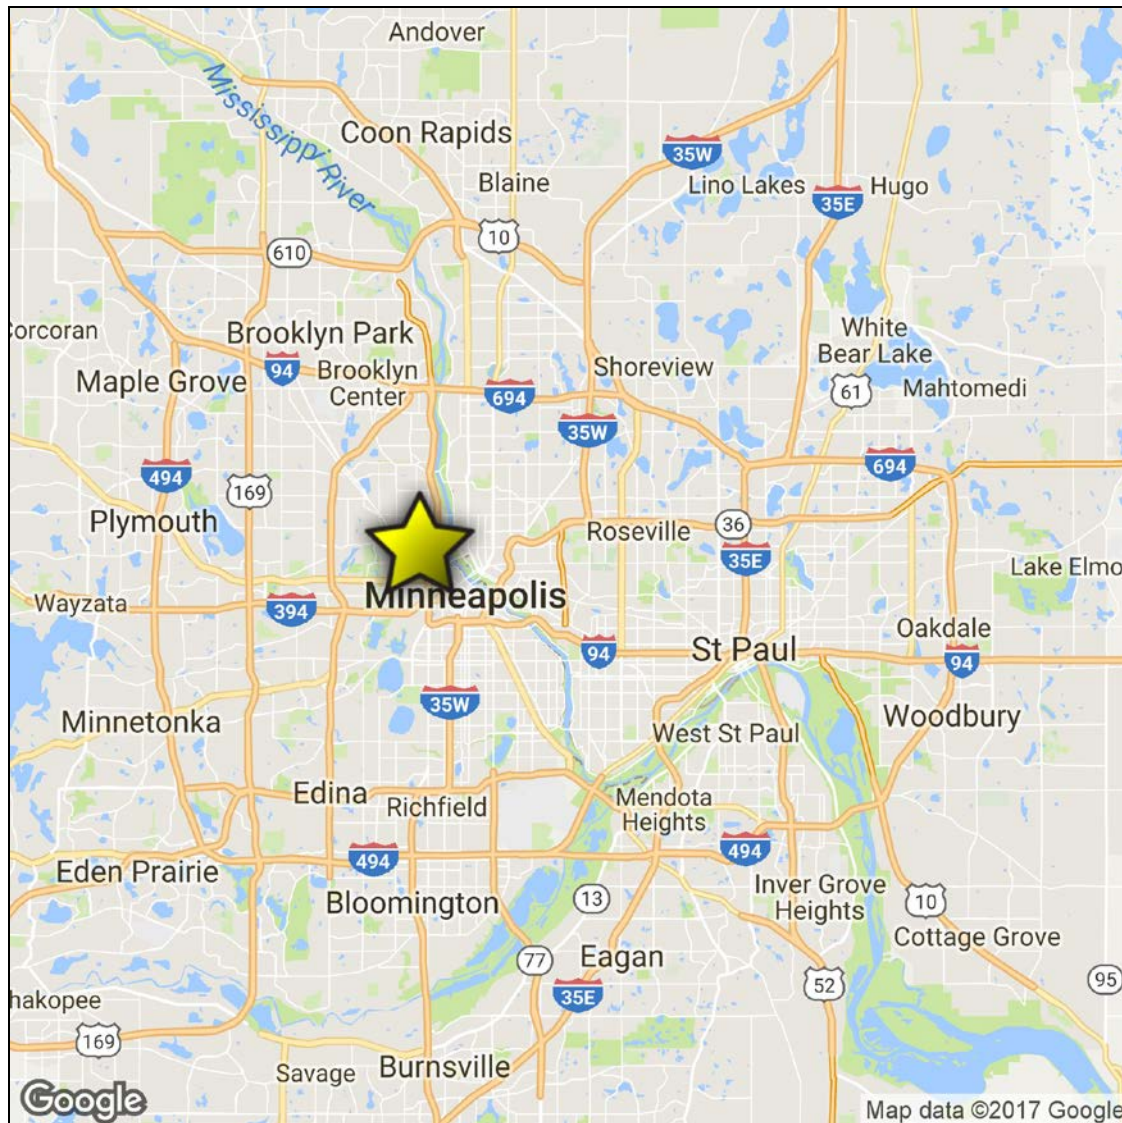 Andover
Mississippi River
Coon Rapids
35W
Blaine
Lino Lakes
35E
Hugo
10
610
Corcoran
Brooklyn Park
White
Bear Lake
94
Brooklyn
Center
Shoreview
Maple Grove
694
61
Mahtomedi
35W
494
694
169
Plymouth
36
Roseville
35E
Lake Elmo
Minneapolis
Wayzata
394
94
Oakdale
St Paul
94
35W
Minnetonka
West St Paul
Woodbury
Edina
Richfield
Mendota
Heights
494
494
Eden Prairie
Bloomington
13
Inver Grove
Heights
10
Cottage Grove
77
Eagan
35E
52
95
hakopee
169
Burnsville
Savage
Google
Map data ©2017 Google